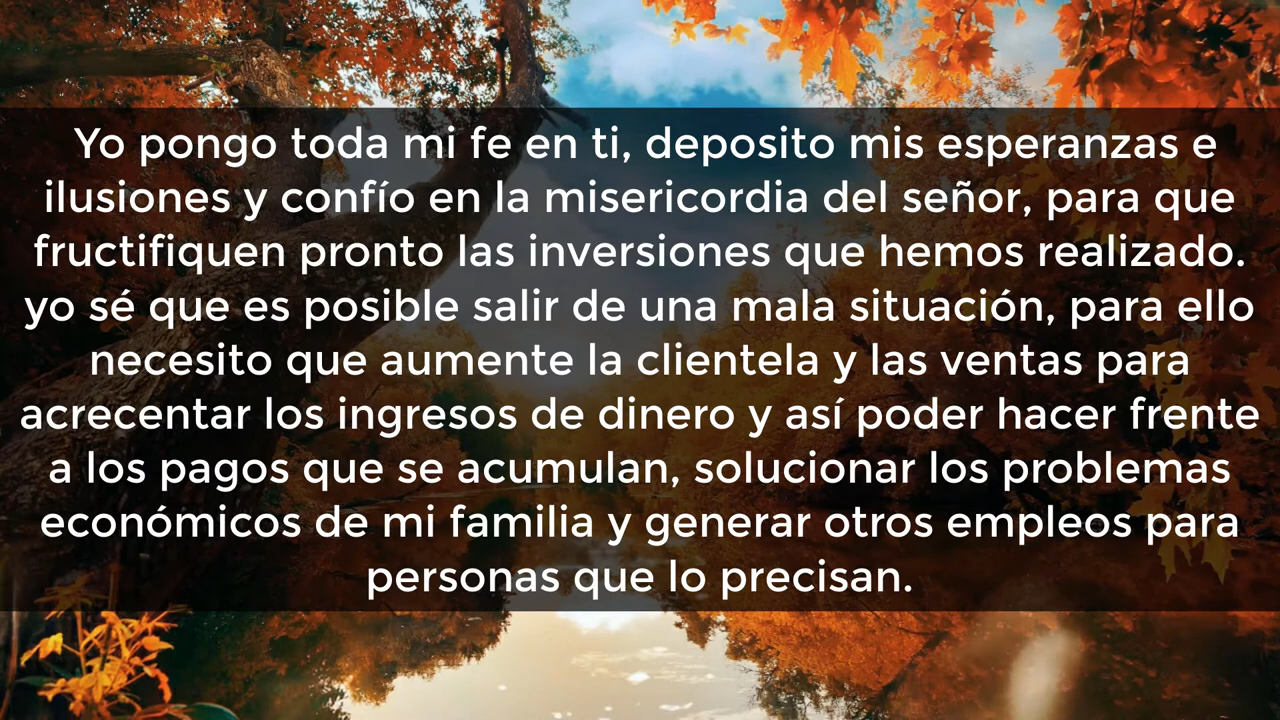 Yo pongo toda mi fe en ti, deposito mis esperanzas e
ilusiones y confío en la misericordia del señor, para que
fructifiquen pronto las inversiones que hemos realizado.
yo sé que es posible salir de una mala situación, para ello
necesito que aumente la clientela y las ventas para
acrecentar los ingresos de dinero y así poder hacer frente
a los pagos que se acumulan, solucionar los problemas
económicos de mi familia y generar otros empleos para
personas que lo precisan.